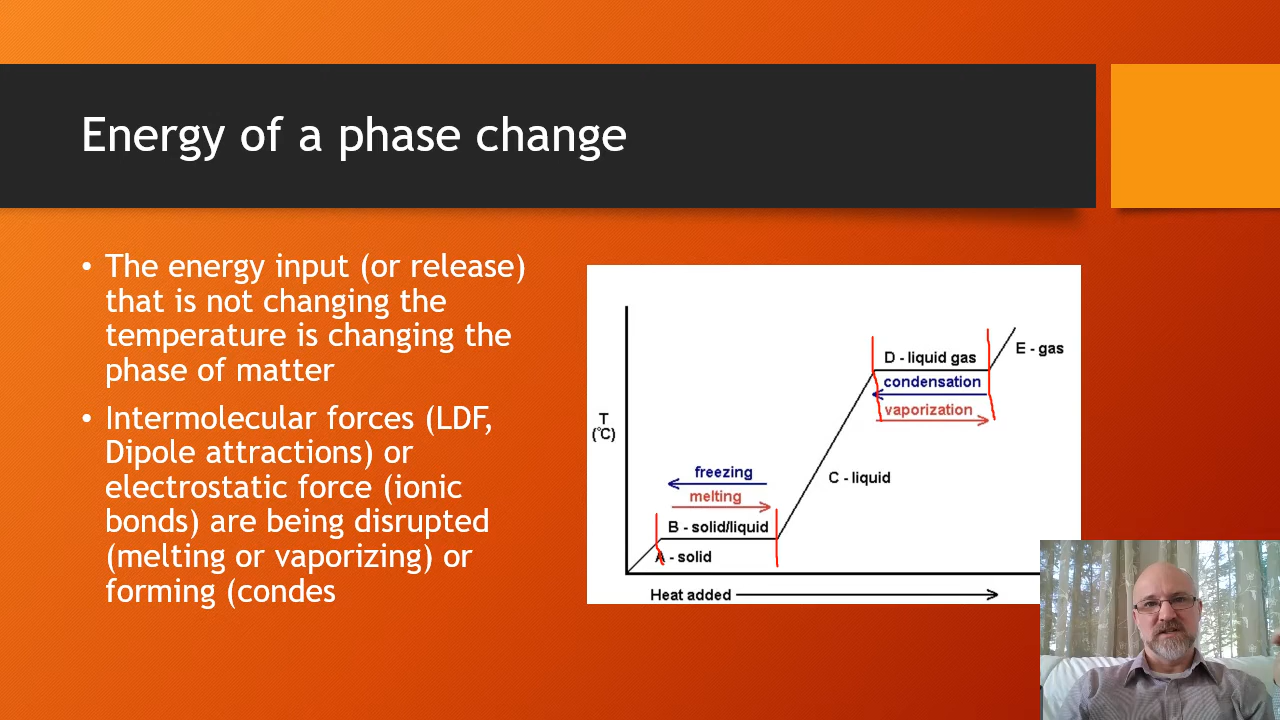 Energy of a phase change
• The energy input (or release)
that is not changing the
temperature is changing the
phase of matter
• Intermolecular forces (LDF,
Dipole attractions) or
electrostatic force (ionic
bonds) are being disrupted
(melting or vaporizing) or
forming (condes
T
(°C)
E - gas
D - liquid gas
condensation
vaporization
C - liquid
freezing
melting
B - solid/liquid
A - solid
Heat added